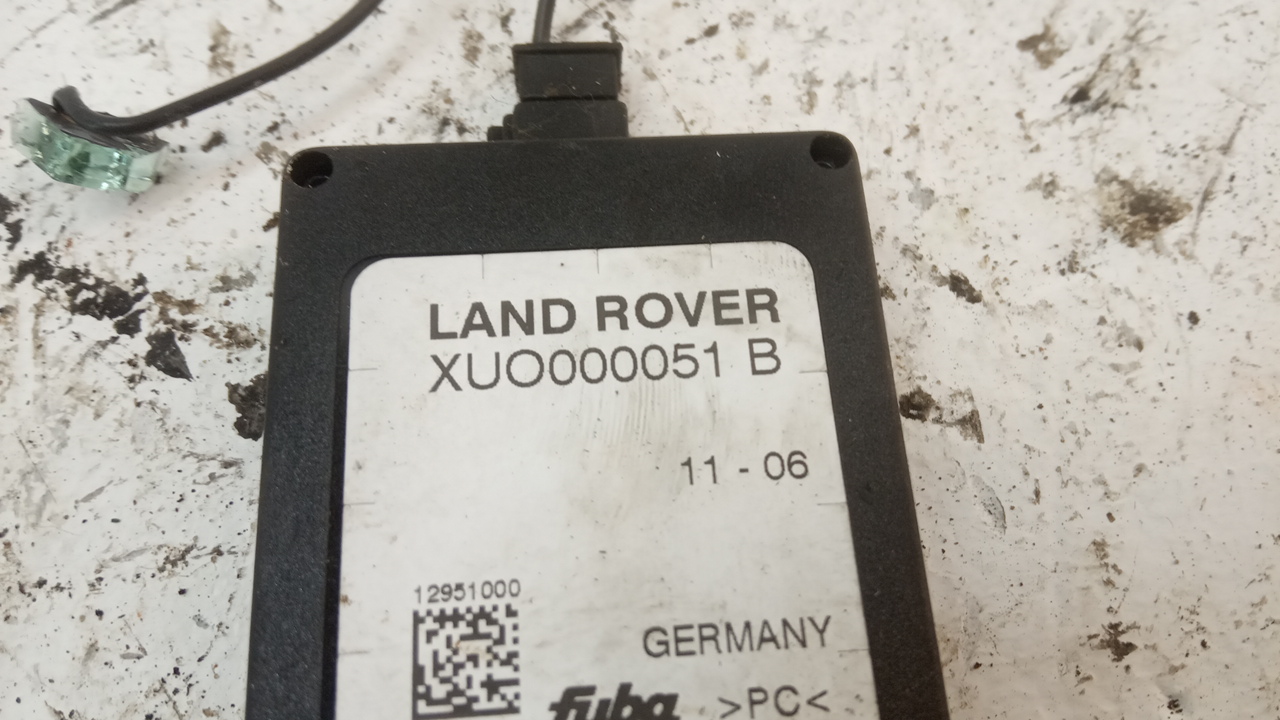 LAND ROVER
XUO000051 B
11 - 06
12951000
GERMANY
fuba >PC<